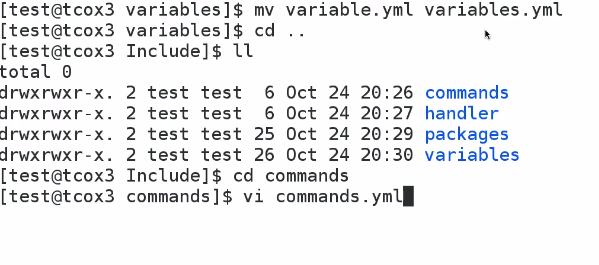 [test@tcox3 variables]$ mv variable.yml variables.yml
[test@tcox3 variables]$ cd ..
[test@tcox3 Include]$ ll
total 0
drwxrwxr-x. 2 test test  6 Oct 24 20:26 commands
drwxrwxr-x. 2 test test  6 Oct 24 20:27 handler
drwxrwxr-x. 2 test test 25 Oct 24 20:29 packages
drwxrwxr-x. 2 test test 26 Oct 24 20:30 variables
[test@tcox3 Include]$ cd commands
[test@tcox3 commands]$ vi commands.yml